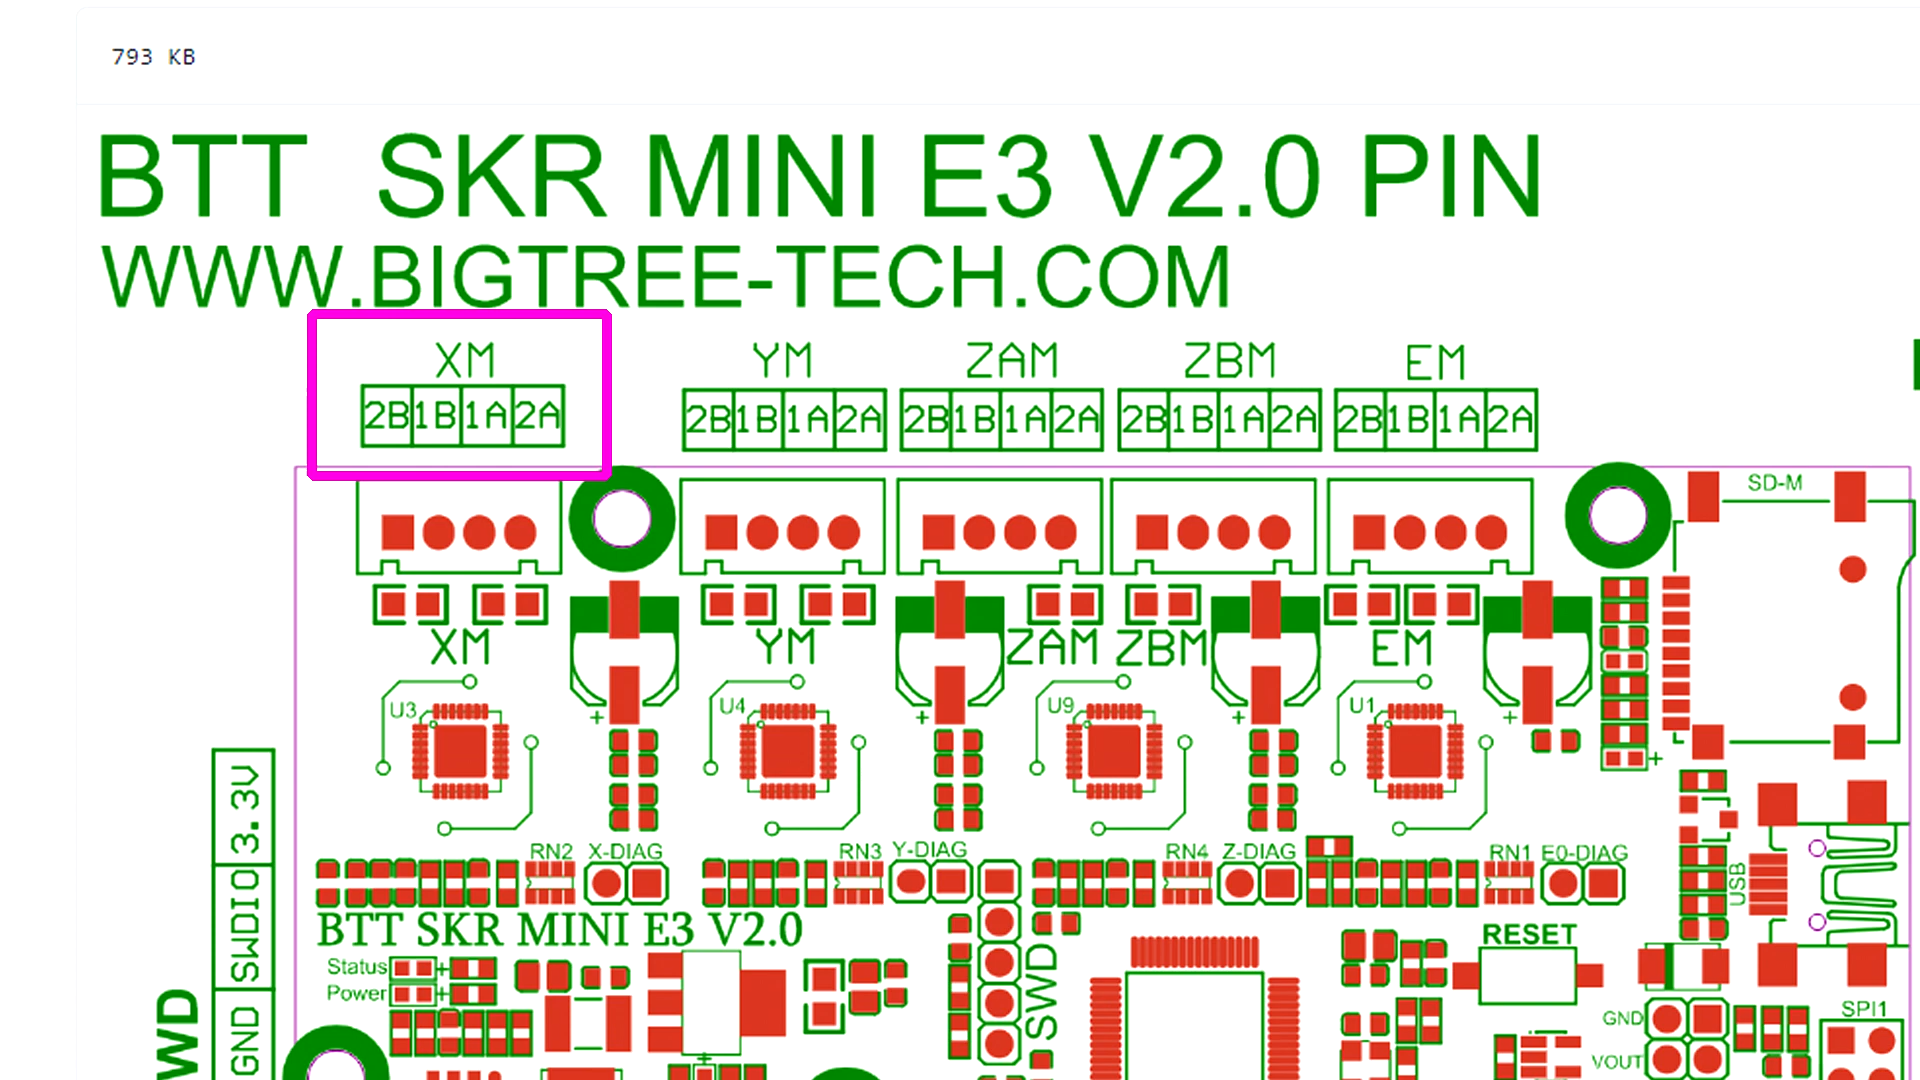 793 KB
BTT SKR MINI E3 V2.0 PIN
WWW.BIGTREE-TECH.COM
XM YM ZAM ZBM EM
2B 1B 1A 2A 2B 1B 1A 2A 2B 1B 1A 2A 2B 1B 1A 2A 2B 1B 1A 2A
SD-M
XM YM ZAM ZBM EM
U3 U4 U9 U1
+ + + + +
3.3V
RN2 X-DIAG RN3 Y-DIAG RN4 Z-DIAG RN1 E0-DIAG
USB
BTT SKR MINI E3 V2.0
SWDIO
RESET
Status +
Power +
SWD
GND
WD
GND SPI1
VOUT
+